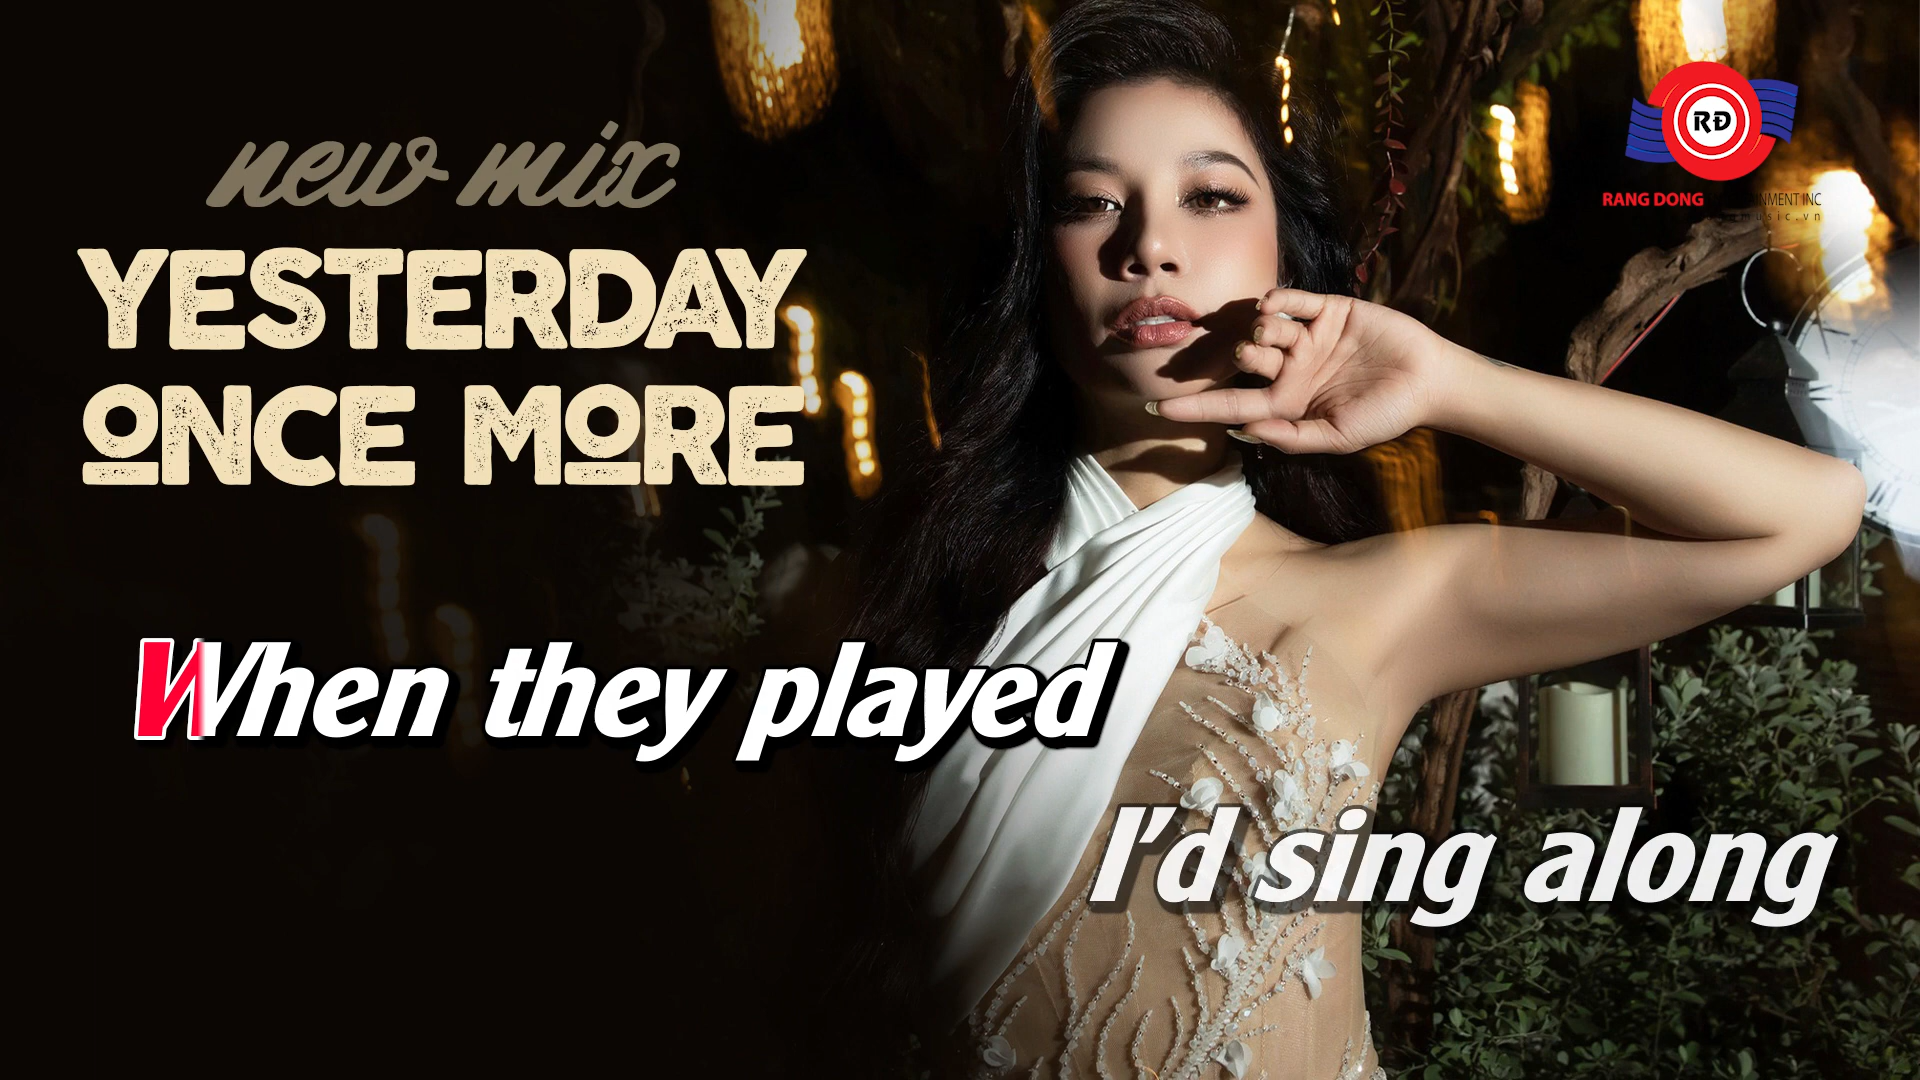 new mix
YESTERDAY
ONCE MORE
RĐ
RANG DONG
When they played
I'd sing along